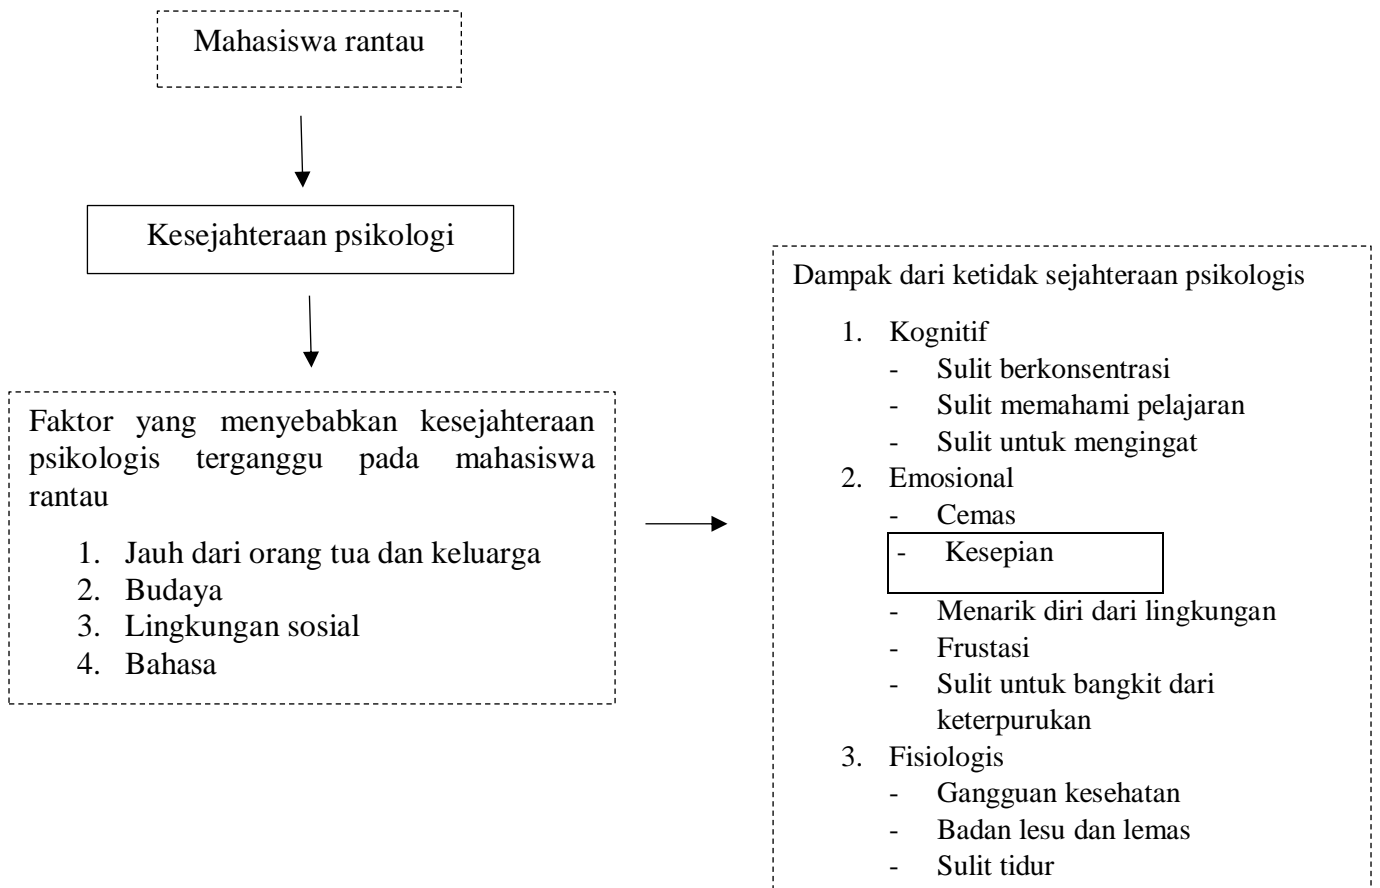 Mahasiswa rantau
Kesejahteraan psikologi
Faktor yang menyebabkan kesejahteraan
psikologis terganggu pada mahasiswa
rantau
1. Jauh dari orang tua dan keluarga
2. Budaya
3. Lingkungan sosial
4. Bahasa
Dampak dari ketidak sejahteraan psikologis
1. Kognitif
- Sulit berkonsentrasi
- Sulit memahami pelajaran
- Sulit untuk mengingat
2. Emosional
- Cemas
- Kesepian
- Menarik diri dari lingkungan
- Frustasi
- Sulit untuk bangkit dari
keterpurukan
3. Fisiologis
- Gangguan kesehatan
- Badan lesu dan lemas
- Sulit tidur